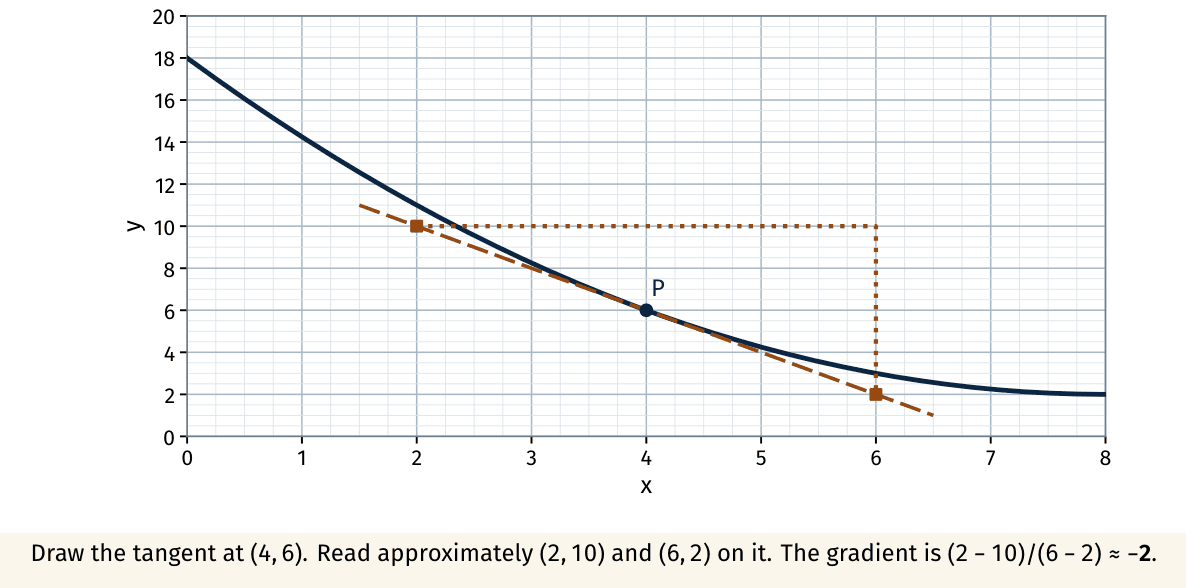 20
18
16
14
12
10
8
6
4
2
0
y
P
0 1 2 3 4 5 6 7 8
x
Draw the tangent at (4, 6). Read approximately (2, 10) and (6, 2) on it. The gradient is (2 − 10)/(6 − 2) ≈ −2.